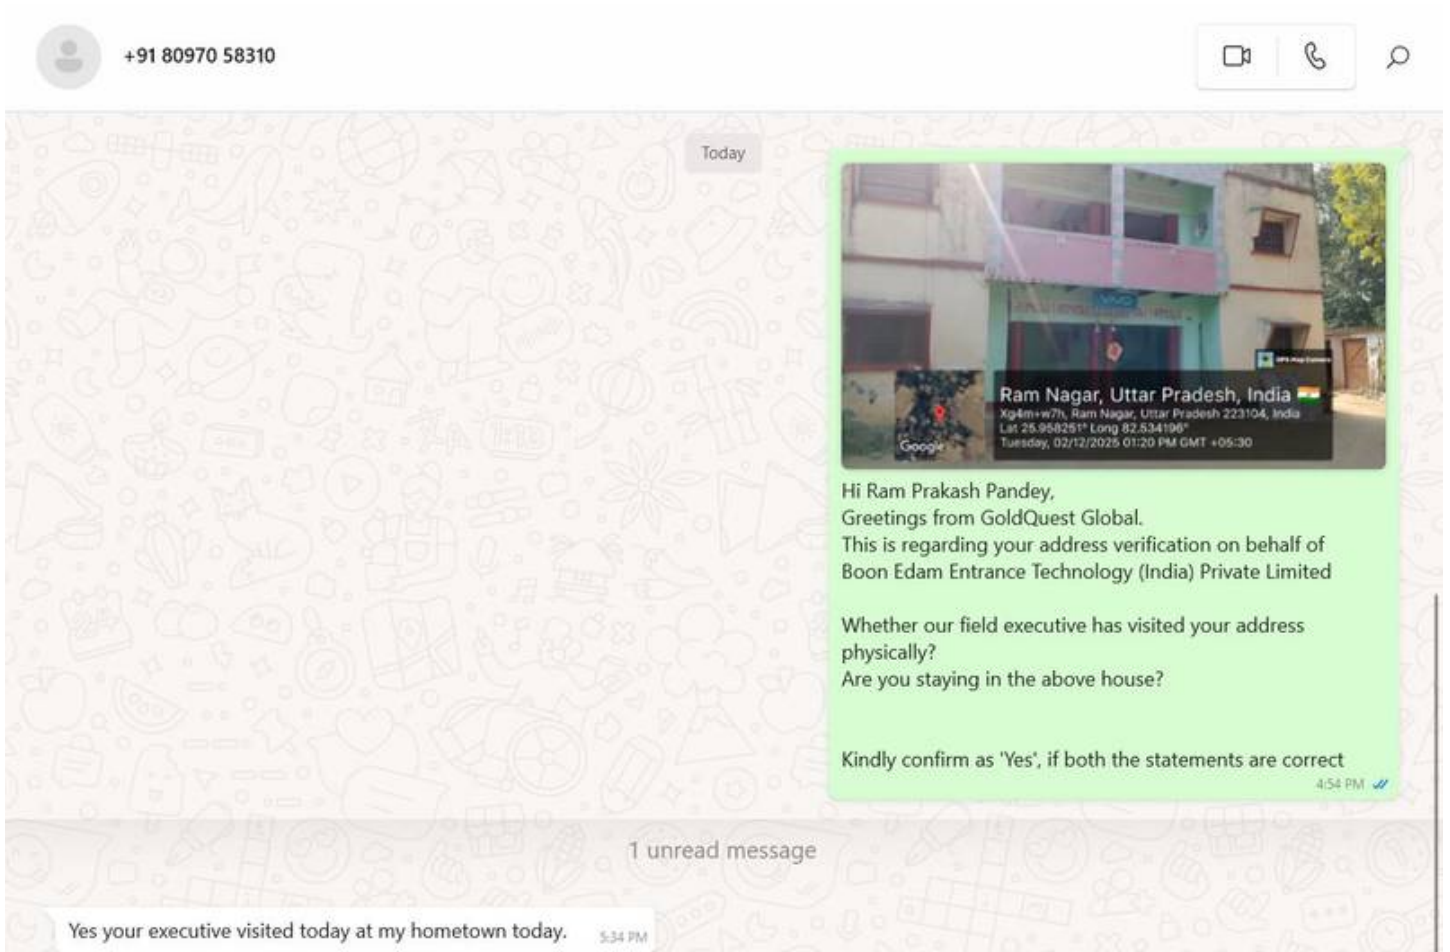 +91 80970 58310
Today
VIVO
GPS Map Camera
Ram Nagar, Uttar Pradesh, India
Xg4m+w7h, Ram Nagar, Uttar Pradesh 223104, India
Lat 25.958251° Long 82.534196°
Tuesday, 02/12/2025 01:20 PM GMT +05:30
Google
Hi Ram Prakash Pandey,
Greetings from GoldQuest Global.
This is regarding your address verification on behalf of
Boon Edam Entrance Technology (India) Private Limited
Whether our field executive has visited your address
physically?
Are you staying in the above house?
Kindly confirm as 'Yes', if both the statements are correct
4:54 PM
1 unread message
Yes your executive visited today at my hometown today.
5:34 PM